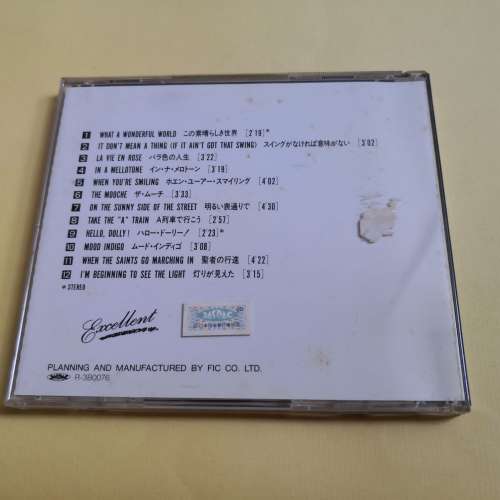 1 WHAT A WONDERFUL WORLD この素晴らしき世界 [2'19]*
2 IT DON'T MEAN A THING (IF IT AIN'T GOT THAT SWING) スイングがなければ意味がない [3'02]
3 LA VIE EN ROSE バラ色の人生 [3'22]
4 IN A MELLOTONE イン・ナ・メロトーン [3'19]
5 WHEN YOU'RE SMILING ホエン・ユーアー・スマイリング [4'02]
6 THE MOOCHE ザ・ムーチ [3'33]
7 ON THE SUNNY SIDE OF THE STREET 明るい表通りで [4'30]
8 TAKE THE "A" TRAIN A列車で行こう [2'57]
9 HELLO, DOLLY! ハロー・ドーリー! [2'23]*
10 MOOD INDIGO ムード・インディゴ [3'08]
11 WHEN THE SAINTS GO MARCHING IN 聖者の行進 [4'22]
12 I'M BEGINNING TO SEE THE LIGHT 灯りが見えた [3'15]
*STEREO
Excellent
PLANNING AND MANUFACTURED BY FIC CO. LTD.
R-380076